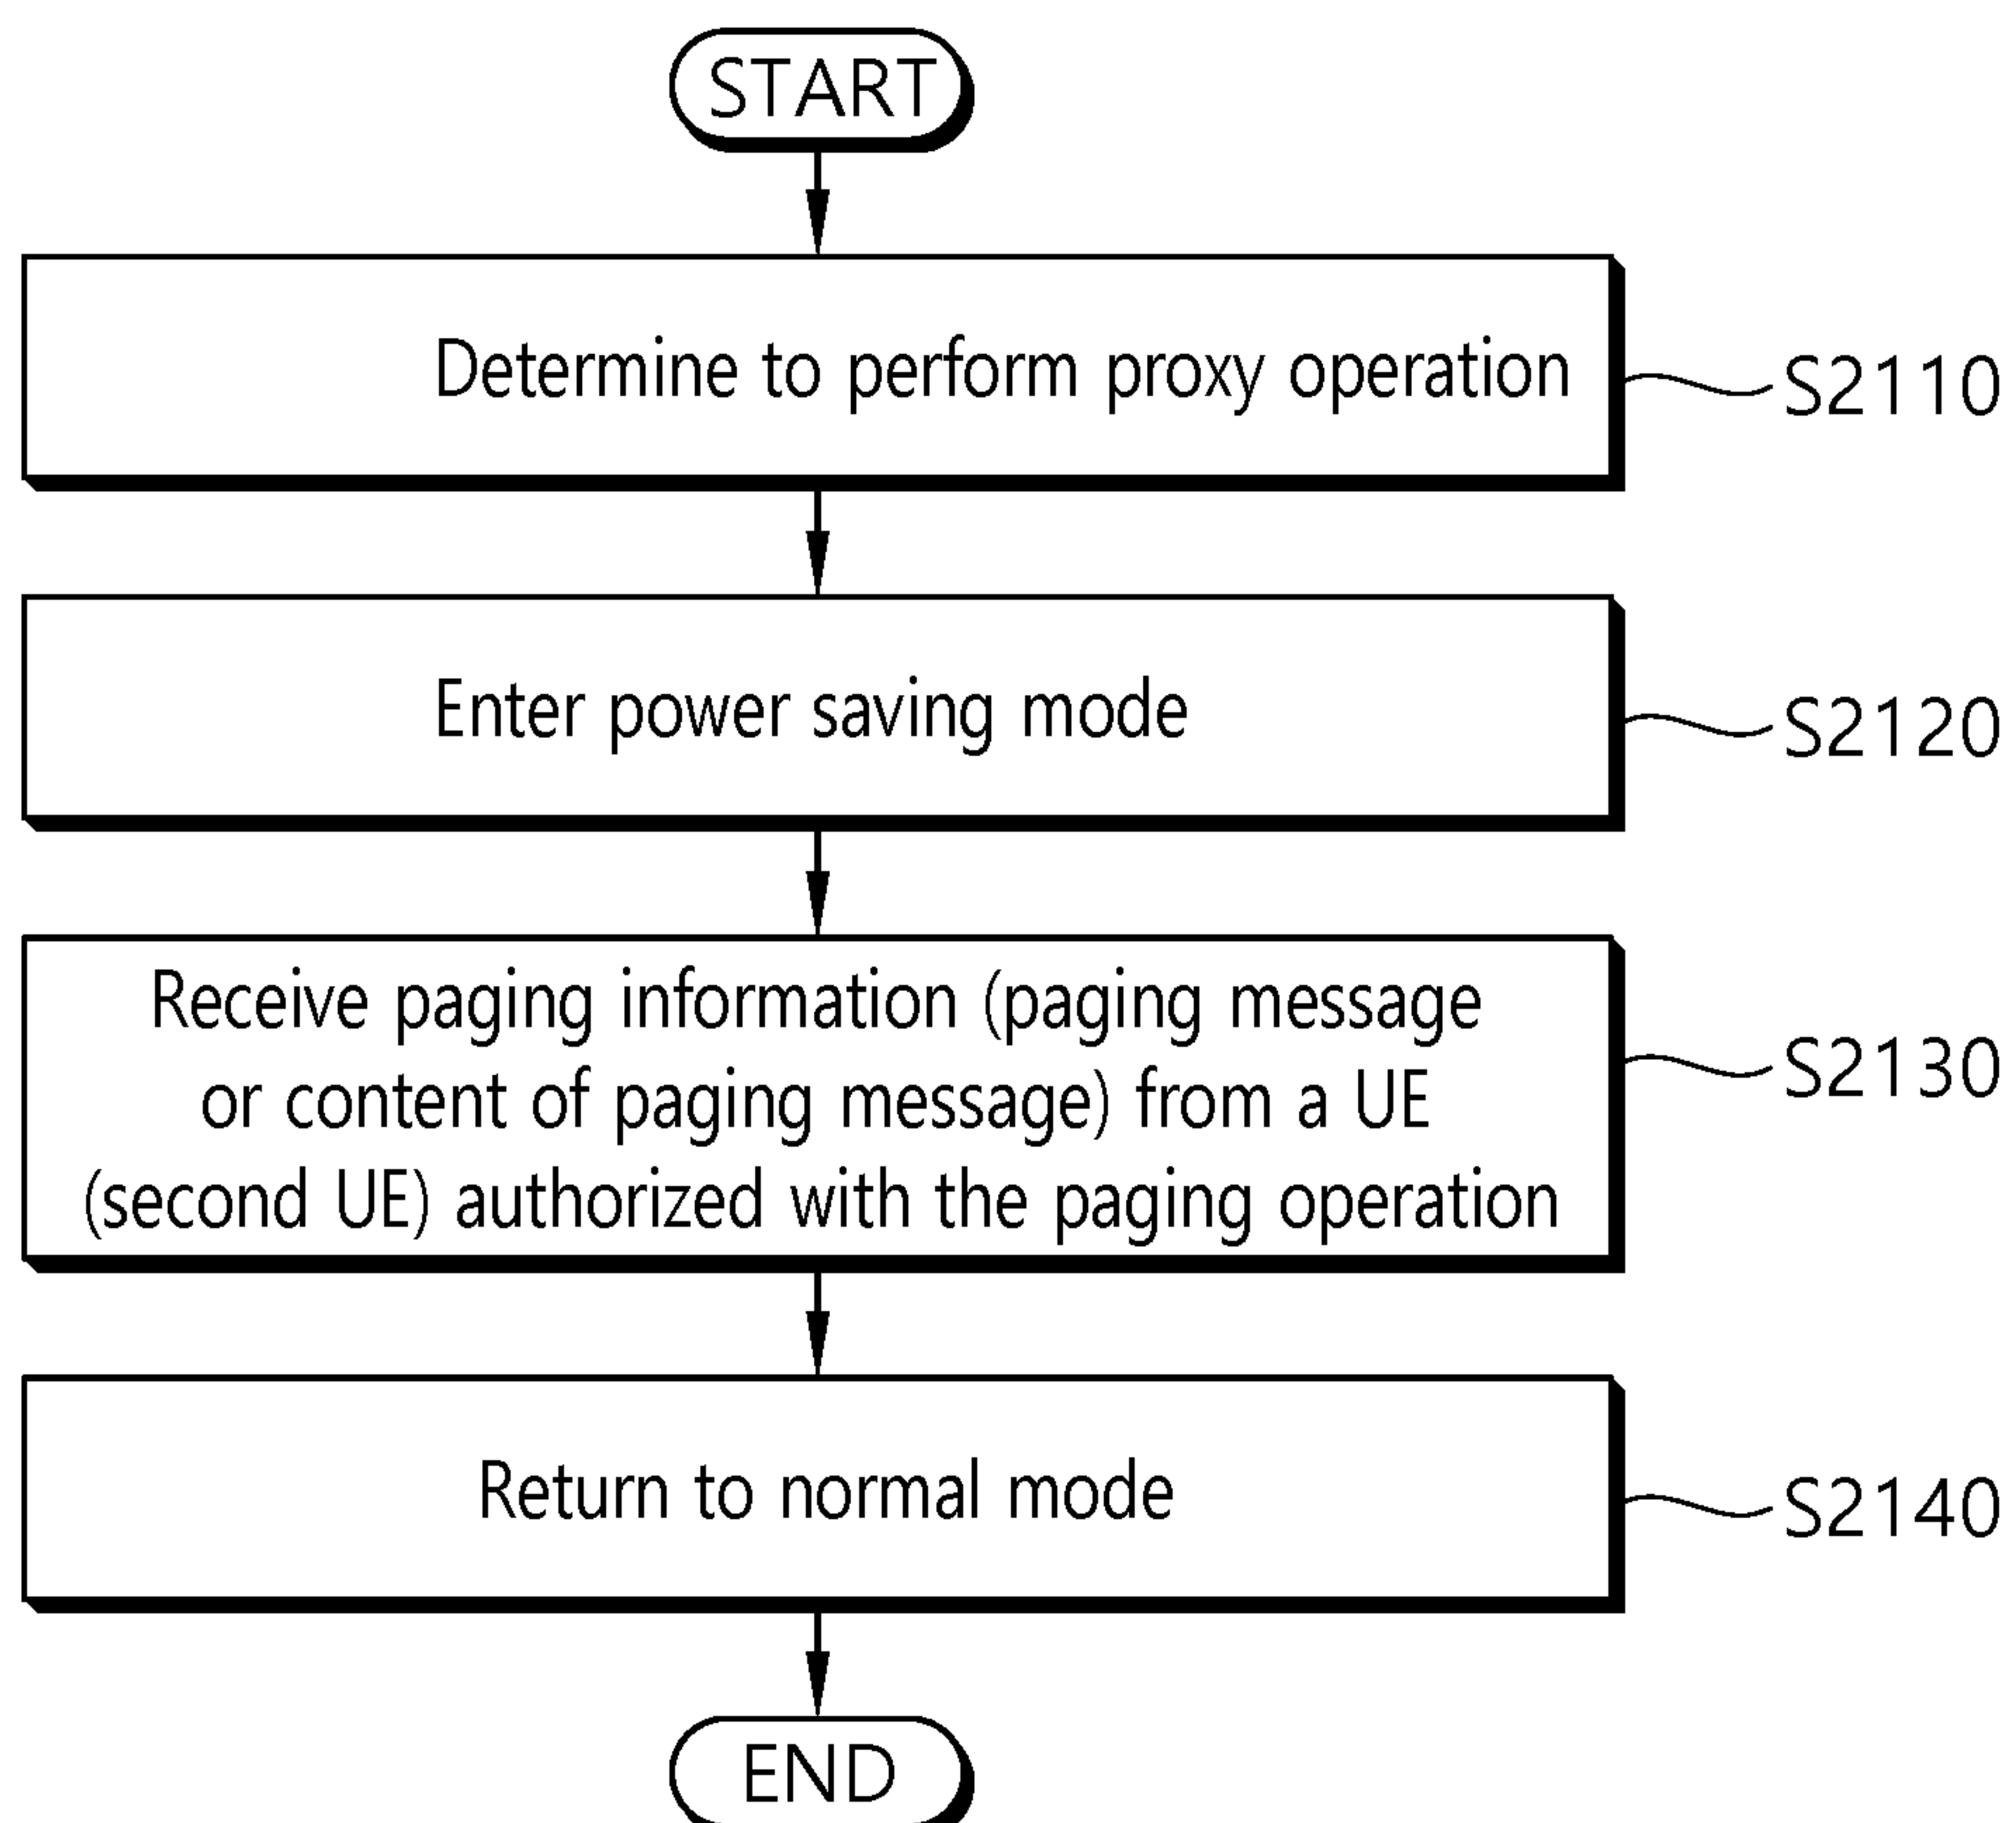 START
Determine to perform proxy operation
S2110
Enter power saving mode
S2120
Receive paging information (paging message
or content of paging message) from a UE
(second UE) authorized with the paging operation
S2130
Return to normal mode
S2140
END